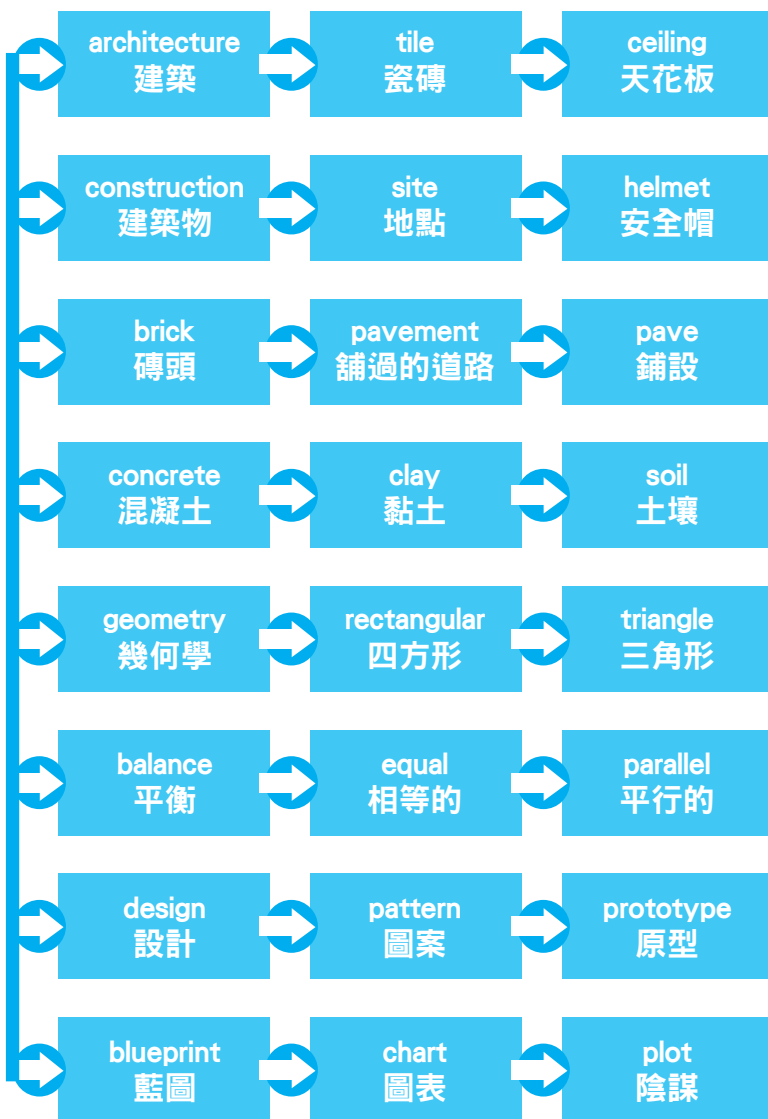 architecture
建築
tile
瓷磚
ceiling
天花板
construction
建築物
site
地點
helmet
安全帽
brick
磚頭
pavement
舖過的道路
pave
鋪設
concrete
混凝土
clay
黏土
soil
土壤
geometry
幾何學
rectangular
四方形
triangle
三角形
balance
平衡
equal
相等的
parallel
平行的
design
設計
pattern
圖案
prototype
原型
blueprint
藍圖
chart
圖表
plot
陰謀